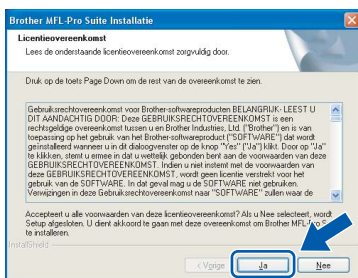 Brother MFL-Pro Suite Installatie
Licentieovereenkomst
Lees de onderstaande licentieovereenkomst zorgvuldig door.
Druk op de toets Page Down om de rest van de overeenkomst te zien.
Gebruiksrechtovereenkomst voor Brother-softwareproducten BELANGRIJK- LEEST U
DIT AANDACHTIG DOOR: Deze GEBRUIKSRECHTOVEREENKOMST is een
rechtsgeldige overeenkomst tussen u en Brother Industries, Ltd. ("Brother") en is van
toepassing op het gebruik van het Brother-softwareproduct ("SOFTWARE") dat wordt
geïnstalleerd wanneer u in dit dialoogvenster op de knop "Yes" ("Ja") klikt. Door op "Ja"
te klikken, stemt u ermee in dat u wettelijk gebonden bent aan de voorwaarden van deze
GEBRUIKSRECHTOVEREENKOMST. Indien u niet instemt met de voorwaarden van
deze GEBRUIKSRECHTOVEREENKOMST, wordt geen licentie verstrekt voor het
gebruik van de SOFTWARE. In dat geval mag u de SOFTWARE niet gebruiken.
Verwijzingen in deze Gebruiksrechtovereenkomst naar "SOFTWARE" zullen waar de
Accepteert u alle voorwaarden van deze licentieovereenkomst? Als u Nee selecteert, wordt
Setup afgesloten. U dient akkoord te gaan met deze overeenkomst om Brother MFL-Pro S
te installeren.
InstallShield
< Vorige
Ja
Nee